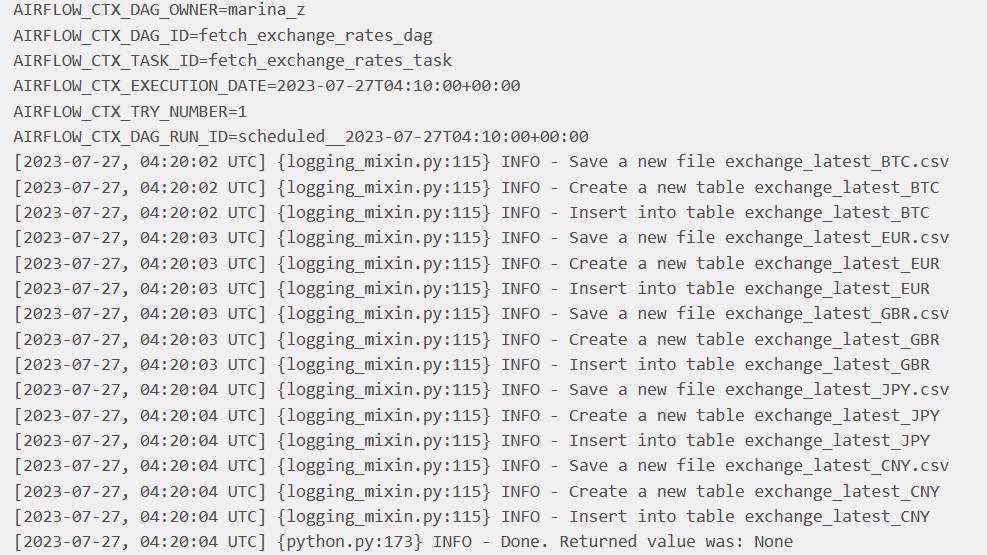 AIRFLOW_CTX_DAG_OWNER=marina_z
AIRFLOW_CTX_DAG_ID=fetch_exchange_rates_dag
AIRFLOW_CTX_TASK_ID=fetch_exchange_rates_task
AIRFLOW_CTX_EXECUTION_DATE=2023-07-27T04:10:00+00:00
AIRFLOW_CTX_TRY_NUMBER=1
AIRFLOW_CTX_DAG_RUN_ID=scheduled__2023-07-27T04:10:00+00:00
[2023-07-27, 04:20:02 UTC] {logging_mixin.py:115} INFO - Save a new file exchange_latest_BTC.csv
[2023-07-27, 04:20:02 UTC] {logging_mixin.py:115} INFO - Create a new table exchange_latest_BTC
[2023-07-27, 04:20:02 UTC] {logging_mixin.py:115} INFO - Insert into table exchange_latest_BTC
[2023-07-27, 04:20:03 UTC] {logging_mixin.py:115} INFO - Save a new file exchange_latest_EUR.csv
[2023-07-27, 04:20:03 UTC] {logging_mixin.py:115} INFO - Create a new table exchange_latest_EUR
[2023-07-27, 04:20:03 UTC] {logging_mixin.py:115} INFO - Insert into table exchange_latest_EUR
[2023-07-27, 04:20:03 UTC] {logging_mixin.py:115} INFO - Save a new file exchange_latest_GBR.csv
[2023-07-27, 04:20:03 UTC] {logging_mixin.py:115} INFO - Create a new table exchange_latest_GBR
[2023-07-27, 04:20:03 UTC] {logging_mixin.py:115} INFO - Insert into table exchange_latest_GBR
[2023-07-27, 04:20:04 UTC] {logging_mixin.py:115} INFO - Save a new file exchange_latest_JPY.csv
[2023-07-27, 04:20:04 UTC] {logging_mixin.py:115} INFO - Create a new table exchange_latest_JPY
[2023-07-27, 04:20:04 UTC] {logging_mixin.py:115} INFO - Insert into table exchange_latest_JPY
[2023-07-27, 04:20:04 UTC] {logging_mixin.py:115} INFO - Save a new file exchange_latest_CNY.csv
[2023-07-27, 04:20:04 UTC] {logging_mixin.py:115} INFO - Create a new table exchange_latest_CNY
[2023-07-27, 04:20:04 UTC] {logging_mixin.py:115} INFO - Insert into table exchange_latest_CNY
[2023-07-27, 04:20:04 UTC] {python.py:173} INFO - Done. Returned value was: None